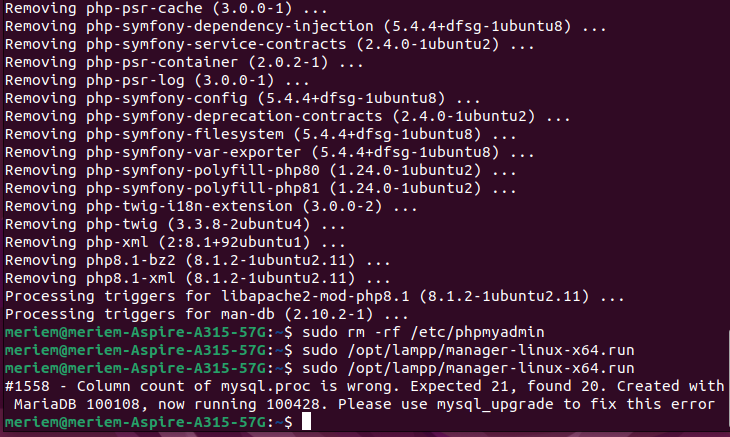 Removing php-psr-cache (3.0.0-1) ...
Removing php-symfony-dependency-injection (5.4.4+dfsg-1ubuntu8) ...
Removing php-symfony-service-contracts (2.4.0-1ubuntu2) ...
Removing php-psr-container (2.0.2-1) ...
Removing php-psr-log (3.0.0-1) ...
Removing php-symfony-config (5.4.4+dfsg-1ubuntu8) ...
Removing php-symfony-deprecation-contracts (2.4.0-1ubuntu2) ...
Removing php-symfony-filesystem (5.4.4+dfsg-1ubuntu8) ...
Removing php-symfony-var-exporter (5.4.4+dfsg-1ubuntu8) ...
Removing php-symfony-polyfill-php80 (1.24.0-1ubuntu2) ...
Removing php-symfony-polyfill-php81 (1.24.0-1ubuntu2) ...
Removing php-twig-i18n-extension (3.0.0-2) ...
Removing php-twig (3.3.8-2ubuntu4) ...
Removing php-xml (2:8.1+92ubuntu1) ...
Removing php8.1-bz2 (8.1.2-1ubuntu2.11) ...
Removing php8.1-xml (8.1.2-1ubuntu2.11) ...
Processing triggers for libapache2-mod-php8.1 (8.1.2-1ubuntu2.11) ...
Processing triggers for man-db (2.10.2-1) ...
meriem@meriem-Aspire-A315-57G:~$ sudo rm -rf /etc/phpmyadmin
meriem@meriem-Aspire-A315-57G:~$ sudo /opt/lampp/manager-linux-x64.run
meriem@meriem-Aspire-A315-57G:~$ sudo /opt/lampp/manager-linux-x64.run
#1558 - Column count of mysql.proc is wrong. Expected 21, found 20. Created with
 MariaDB 100108, now running 100428. Please use mysql_upgrade to fix this error
meriem@meriem-Aspire-A315-57G:~$